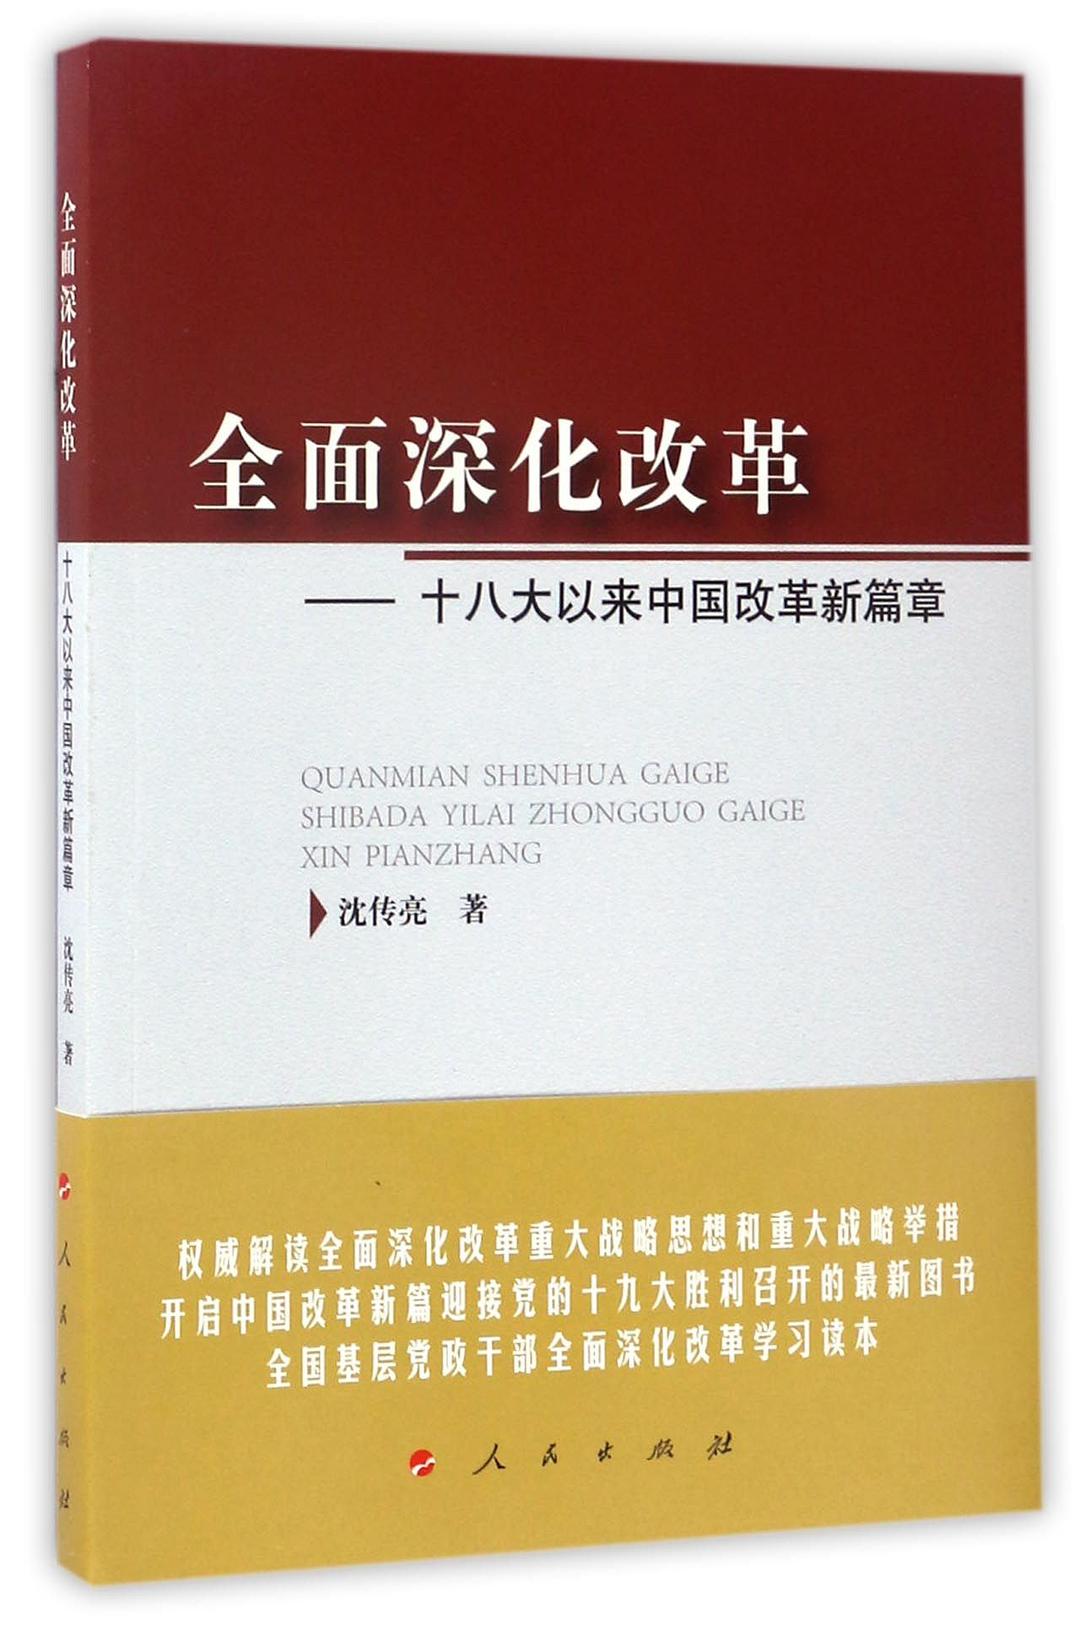 全面深化改革
——十八大以来中国改革新篇章
QUANMIAN SHENHUA GAIGE
SHIBADA YILAI ZHONGGUO GAIGE
XIN PIANZHANG
沈传亮 著
权威解读全面深化改革重大战略思想和重大战略举措
开启中国改革新篇迎接党的十九大胜利召开的最新图书
全国基层党政干部全面深化改革学习读本
人民出版社
全面深化改革
十八大以来中国改革新篇章
沈传亮 著
人民出版社